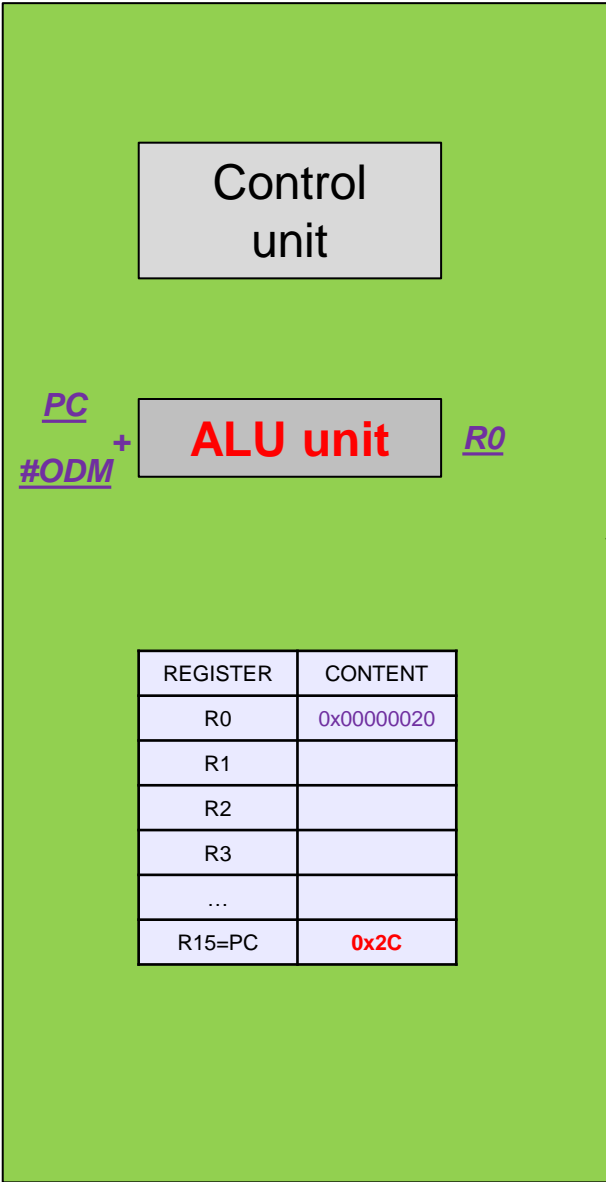 Control
unit
PC
+
#ODM
ALU unit
R0
REGISTER CONTENT
R0 0x00000020
R1
R2
R3
…
R15=PC 0x2C